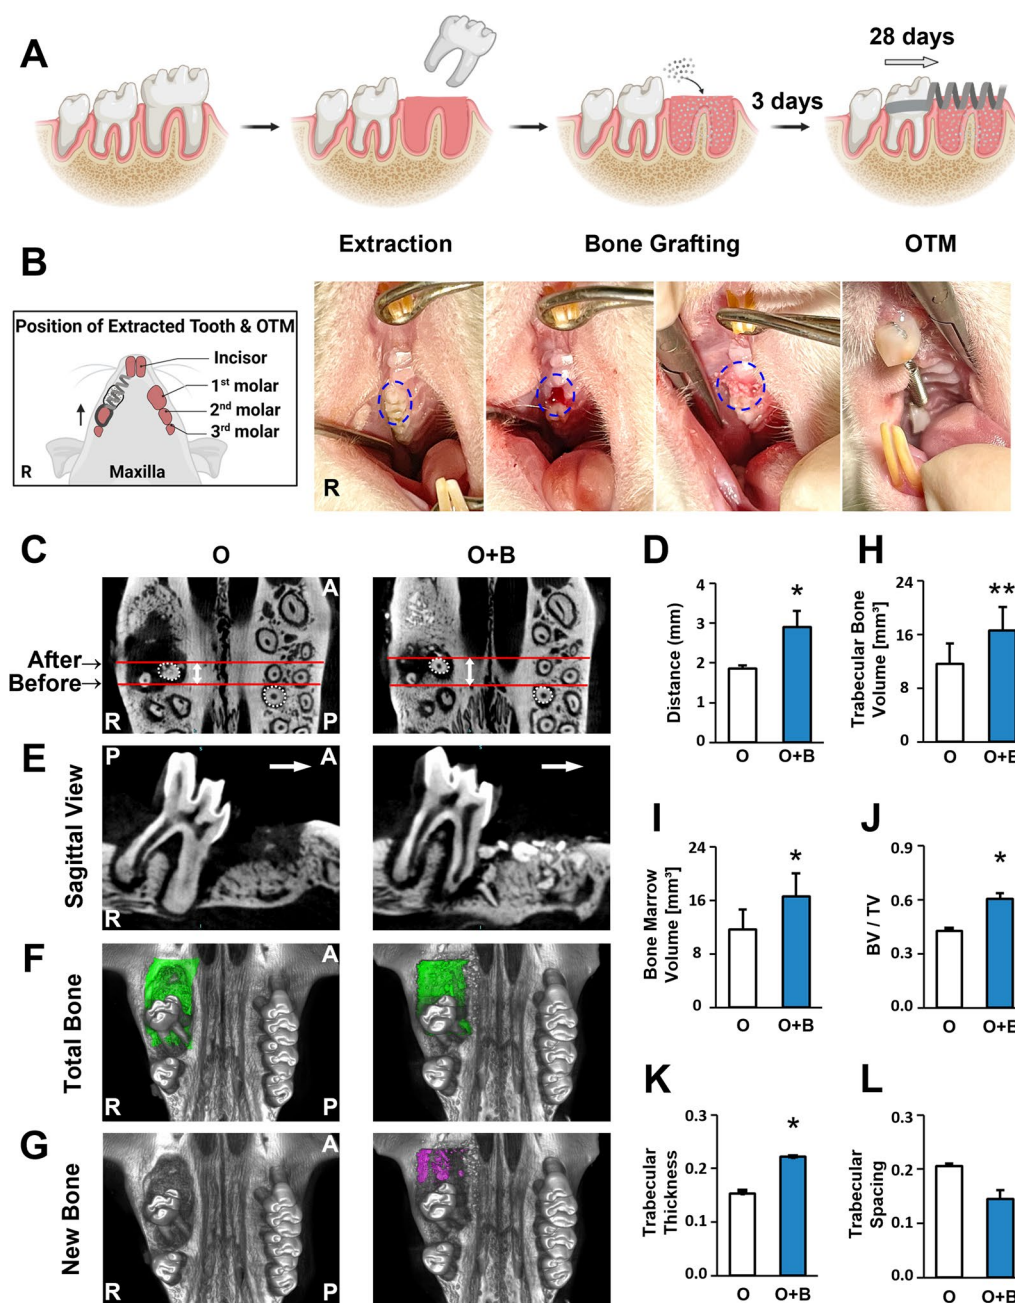 A
28 days
3 days
B
Extraction
Bone Grafting
OTM
Position of Extracted Tooth & OTM
Incisor
1st molar
2nd molar
3rd molar
R
Maxilla
R
C
O
O+B
A
After
Before
R
P
D
4
3
2
1
0
Distance (mm)
*
O
O+B
H
24
16
8
0
Trabecular Bone
Volume [mm³]
**
O
O+B
E
Sagittal View
P
A
R
I
24
12
0
Bone Marrow
Volume [mm³]
*
O
O+B
J
0.9
0.6
0.3
0.0
BV / TV
*
O
O+B
F
Total Bone
A
R
P
G
New Bone
A
R
P
K
0.3
0.2
0.1
0.0
Trabecular
Thickness
*
O
O+B
L
0.3
0.2
0.1
0.0
Trabecular
Spacing
O
O+B